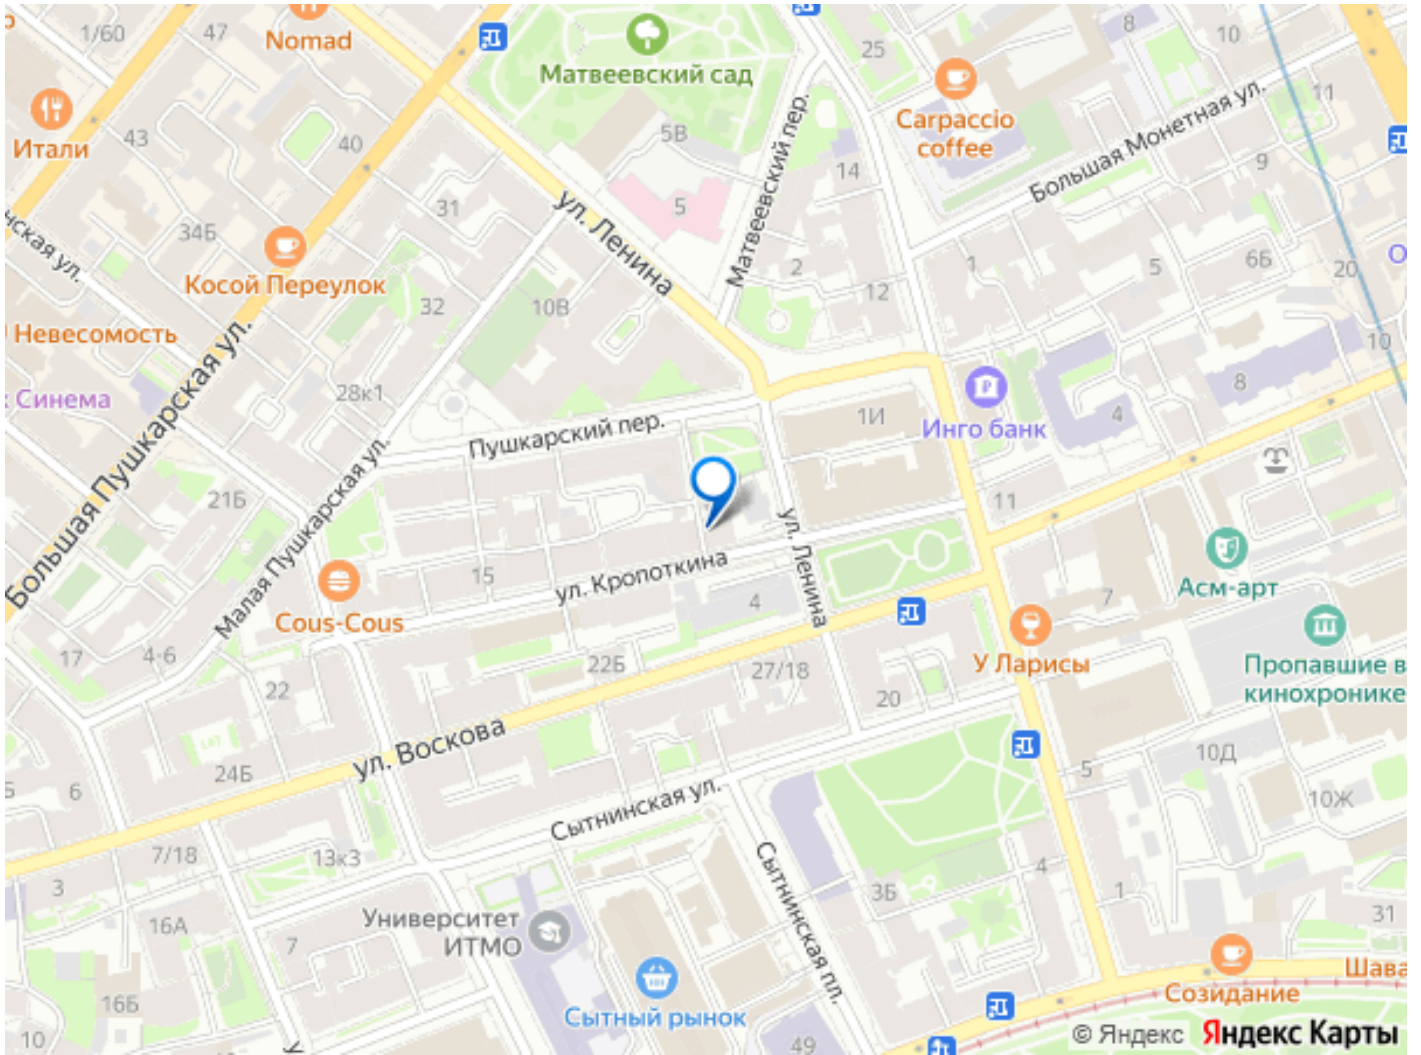 1/60
47
Nomad
Матвеевский сад
25
8
10
Carpaccio
coffee
11
Итали
43
40
5В
Матвеевский пер.
14
Большая Монетная ул.
9
нская ул.
34Б
31
5
ул. Ленина
2
1
5
6Б
20
Косой Переулок
32
10В
12
Невесомость
10
Большая Пушкарская ул.
28к1
Синема
8
4
1И
Инго банк
Пушкарский пер.
21Б
Малая Пушкарская ул.
11
ул. Ленина
15
ул. Кропоткина
4
Асм-арт
7
Cous-Cous
17
4-6
22
22Б
27/18
20
У Ларисы
Пропавшие в
кинохронике
ул. Воскова
24Б
6
5
10Д
10Ж
Сытнинская ул.
7/18
13к3
3
Сытнинская пл.
3Б
4
1
31
16А
7
Университет
ИТМО
16Б
10
Сытный рынок
49
Созидание
Шава
© Яндекс Яндекс Карты